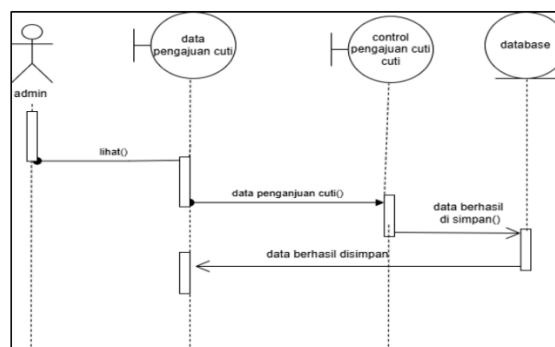 data
pengajuan
cuti
control
pengajuan cuti
cuti
database
admin
lihat()
data penganjuan cuti()
data berhasil
di simpan()
data berhasil disimpan